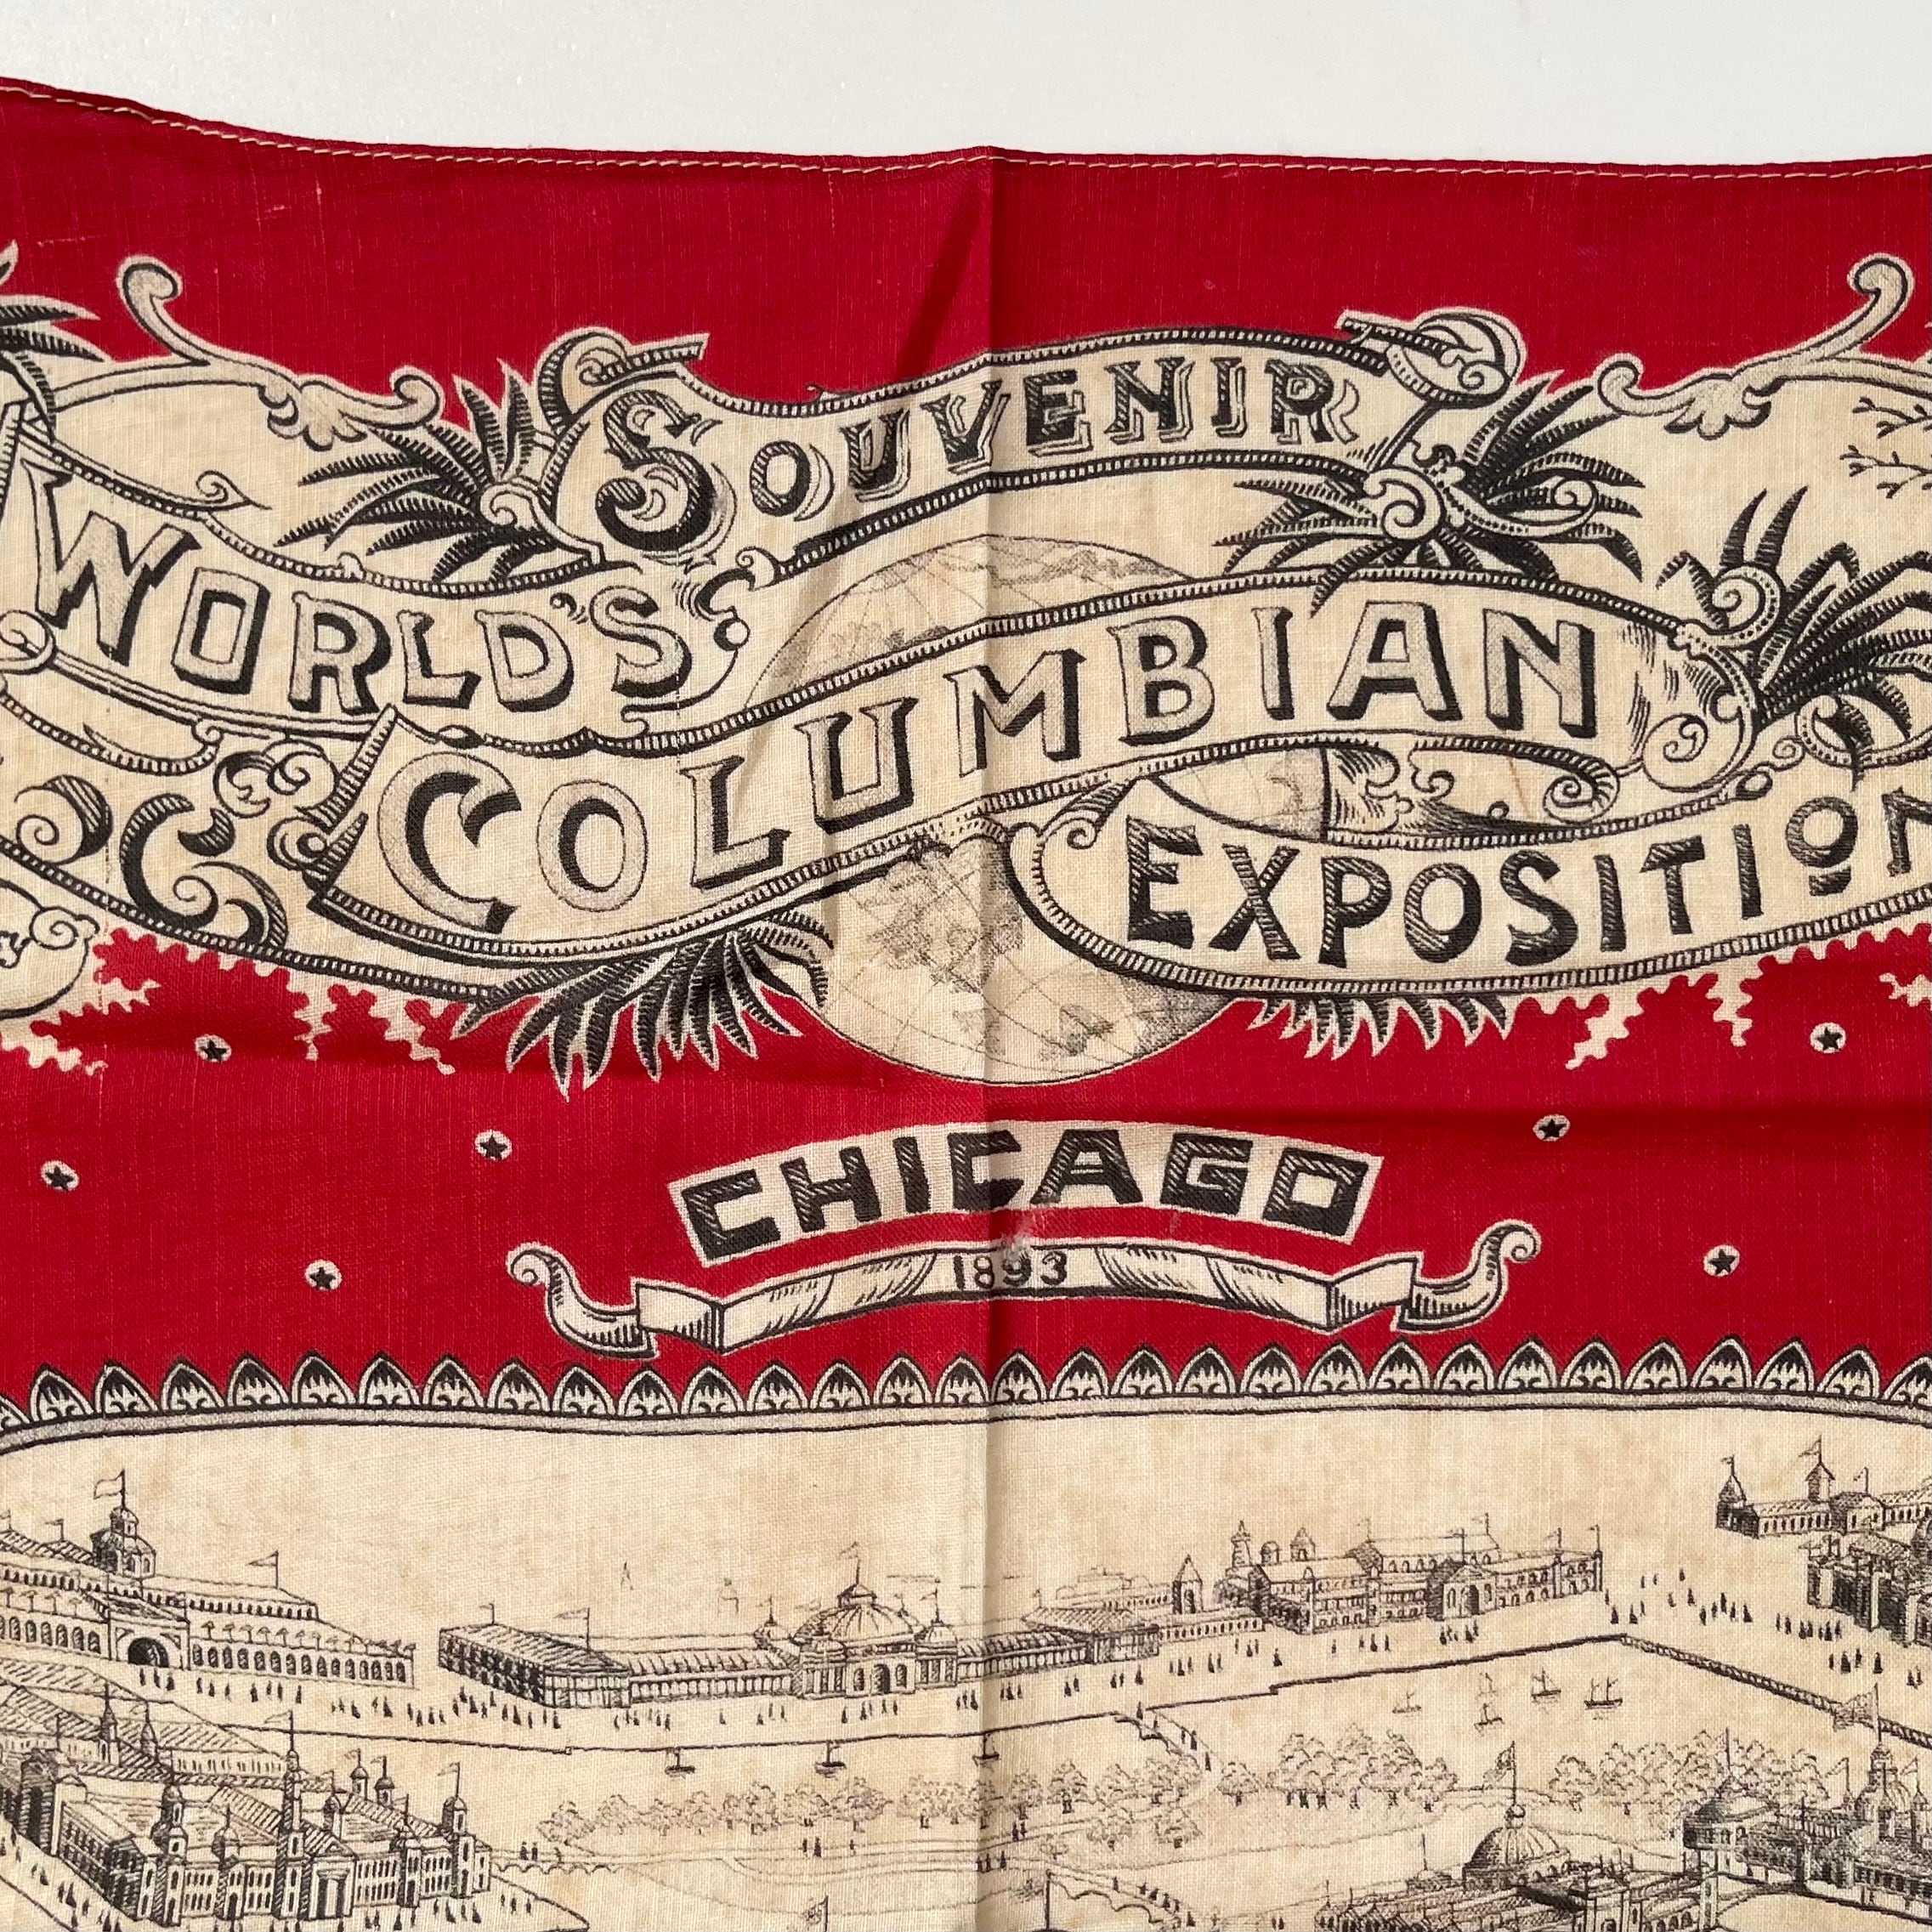 SOUVENIR
WORLD'S
COLUMBIAN
EXPOSITION
CHICAGO
1893